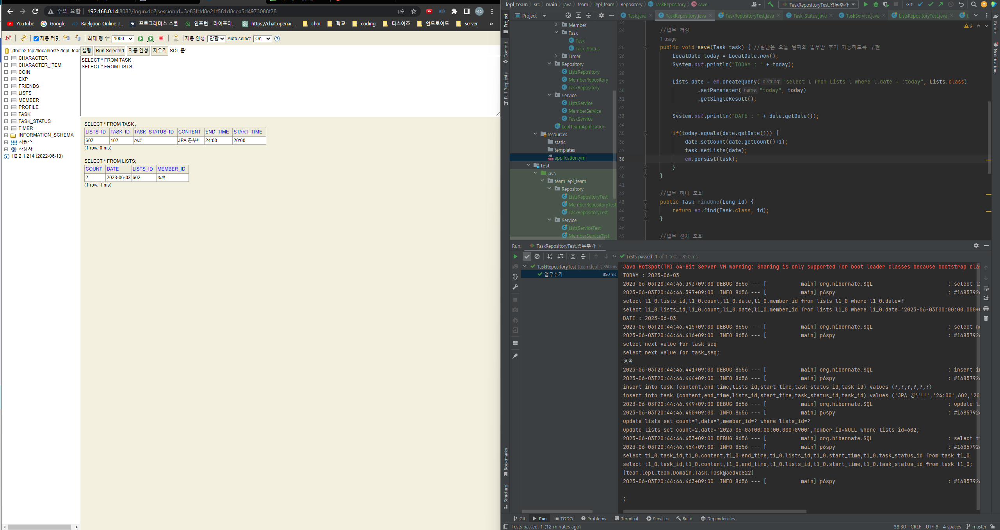 주의 요함 192.168.0.14:8082/login.do?jsessionid=3e83fdd8e21f581d8cea5d4973088f28
유진
YouTube Google Baekjoon Online J... 프로그래머스 스쿨 인프런 - 라이프타... https://chat.openai.... choi 학교 coding 디스이즈 안드로이드 server »
자동 커밋 최대 행 수: 1000 자동 완성 안함 Auto select On
jdbc:h2:tcp://localhost/~/lepl_team
CHARACTER
CHARACTER_ITEM
COIN
EXP
FRIENDS
LISTS
MEMBER
PROFILE
TASK
TASK_STATUS
TIMER
INFORMATION_SCHEMA
시퀀스
사용자
H2 2.1.214 (2022-06-13)
실행 Run Selected 자동 완성 지우기 SQL 문:
SELECT * FROM TASK ;
SELECT * FROM LISTS;
SELECT * FROM TASK ;
LISTS_ID TASK_ID TASK_STATUS_ID CONTENT END_TIME START_TIME
602 102 null JPA 공부!! 24:00 20:00
(1 row, 0 ms)
SELECT * FROM LISTS;
COUNT DATE LISTS_ID MEMBER_ID
2 2023-06-03 602 null
(1 row, 1 ms)
lepl_team src main java team lepl_team Repository TaskRepository save
TaskRepositoryTest.업무추가 Git:
Project
Task.java TaskRepository.java TaskRepositoryTest.java Task_Status.java TaskService.java ListsRepositoryTest.java L
Project
Commit
Pull Requests
Bookmarks
Structure
Gradle
Notifications
Member
Task
Task
Task_Status
Timer
Repository
ListsRepository
MemberRepository
TaskRepository
Service
ListsService
MemberService
TaskService
LeplTeamApplication
resources
static
templates
application.yml
test
java
team.lepl_team
Repository
ListsRepositoryTest
MemberRepositoryTest
TaskRepositoryTest
Service
ListsServiceTest
MemberServiceTest
3
23
24 //업무 저장
1 usage
25 public void save(Task task) { //일단은 오늘 날짜의 업무만 추가 가능하도록 구현
26 LocalDate today = LocalDate.now();
27 System.out.println("TODAY : " + today);
28
29 Lists date = em.createQuery( qlString: "select l from Lists l where l.date = :today", Lists.class)
30 .setParameter( name: "today", today)
31 .getSingleResult();
32
33 System.out.println("DATE : " + date.getDate());
34
35 if(today.equals(date.getDate())) {
36 date.setCount(date.getCount()+1);
37 task.setLists(date);
38 em.persist(task);
39 }
40 }
41
42 //업무 하나 조회
43 public Task findOne(Long id) {
44 return em.find(Task.class, id);
45 }
46
47 //업무 전체 조회
Run: TaskRepositoryTest.업무추가
» Tests passed: 1 of 1 test – 850 ms
TaskRepositoryTest (team.lepl_t 850 ms
업무추가 850 ms
Java HotSpot(TM) 64-Bit Server VM warning: Sharing is only supported for boot loader classes because bootstrap clas
TODAY : 2023-06-03
2023-06-03T20:44:46.393+09:00 DEBUG 8656 --- [ main] org.hibernate.SQL : select l1
2023-06-03T20:44:46.397+09:00 INFO 8656 --- [ main] p6spy : #1685792
select l1_0.lists_id,l1_0.count,l1_0.date,l1_0.member_id from lists l1_0 where l1_0.date=?
select l1_0.lists_id,l1_0.count,l1_0.date,l1_0.member_id from lists l1_0 where l1_0.date='2023-06-03T00:00:00.000+0
DATE : 2023-06-03
2023-06-03T20:44:46.415+09:00 DEBUG 8656 --- [ main] org.hibernate.SQL : select ne
2023-06-03T20:44:46.416+09:00 INFO 8656 --- [ main] p6spy : #1685792
select next value for task_seq
select next value for task_seq;
영속
2023-06-03T20:44:46.441+09:00 DEBUG 8656 --- [ main] org.hibernate.SQL : insert in
2023-06-03T20:44:46.444+09:00 INFO 8656 --- [ main] p6spy : #1685792
insert into task (content,end_time,lists_id,start_time,task_status_id,task_id) values (?,?,?,?,?,?)
insert into task (content,end_time,lists_id,start_time,task_status_id,task_id) values ('JPA 공부!!','24:00',602,'20
2023-06-03T20:44:46.449+09:00 DEBUG 8656 --- [ main] org.hibernate.SQL : update li
2023-06-03T20:44:46.450+09:00 INFO 8656 --- [ main] p6spy : #1685792
update lists set count=?,date=?,member_id=? where lists_id=?
update lists set count=2,date='2023-06-03T00:00:00.000+0900',member_id=NULL where lists_id=602;
2023-06-03T20:44:46.453+09:00 DEBUG 8656 --- [ main] org.hibernate.SQL : select t1
2023-06-03T20:44:46.454+09:00 INFO 8656 --- [ main] p6spy : #1685792
select t1_0.task_id,t1_0.content,t1_0.end_time,t1_0.lists_id,t1_0.start_time,t1_0.task_status_id from task t1_0
select t1_0.task_id,t1_0.content,t1_0.end_time,t1_0.lists_id,t1_0.start_time,t1_0.task_status_id from task t1_0;
[team.lepl_team.Domain.Task.Task@3ed4c822]
2023-06-03T20:44:46.463+09:00 INFO 8656 --- [ main] p6spy : #1685792
;
Git Run TODO Problems Terminal Services Build Dependencies
Tests passed: 1 (12 minutes ago) 38:30 CRLF UTF-8 4 spaces master